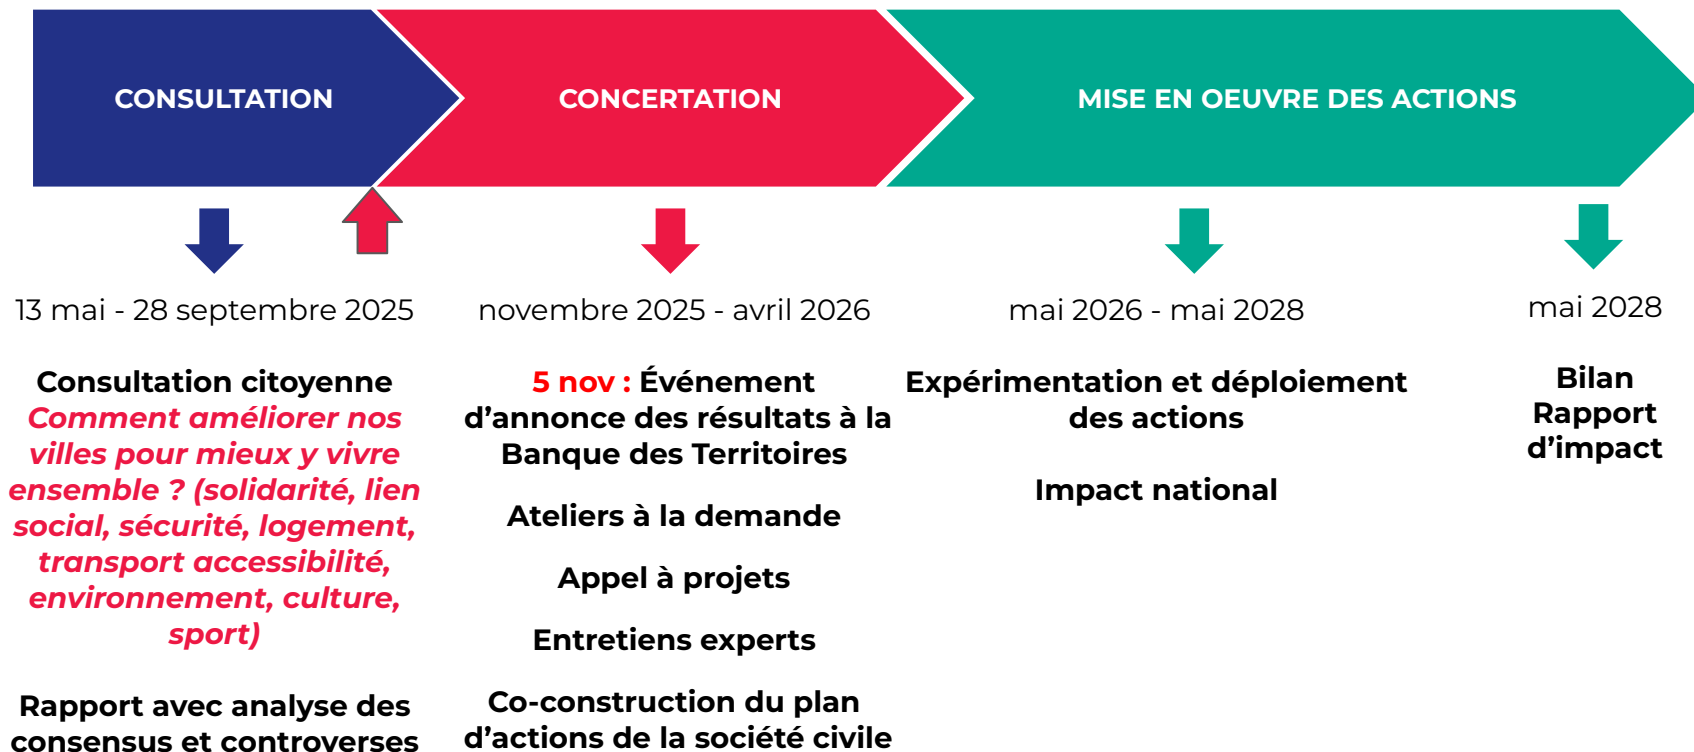 CONSULTATION
CONCERTATION
MISE EN OEUVRE DES ACTIONS
13 mai - 28 septembre 2025
Consultation citoyenne
Comment améliorer nos
villes pour mieux y vivre
ensemble ? (solidarité, lien
social, sécurité, logement,
transport accessibilité,
environnement, culture,
sport)
Rapport avec analyse des
consensus et controverses
novembre 2025 - avril 2026
5 nov : Événement
d’annonce des résultats à la
Banque des Territoires
Ateliers à la demande
Appel à projets
Entretiens experts
Co-construction du plan
d’actions de la société civile
mai 2026 - mai 2028
Expérimentation et déploiement
des actions
Impact national
mai 2028
Bilan
Rapport
d’impact